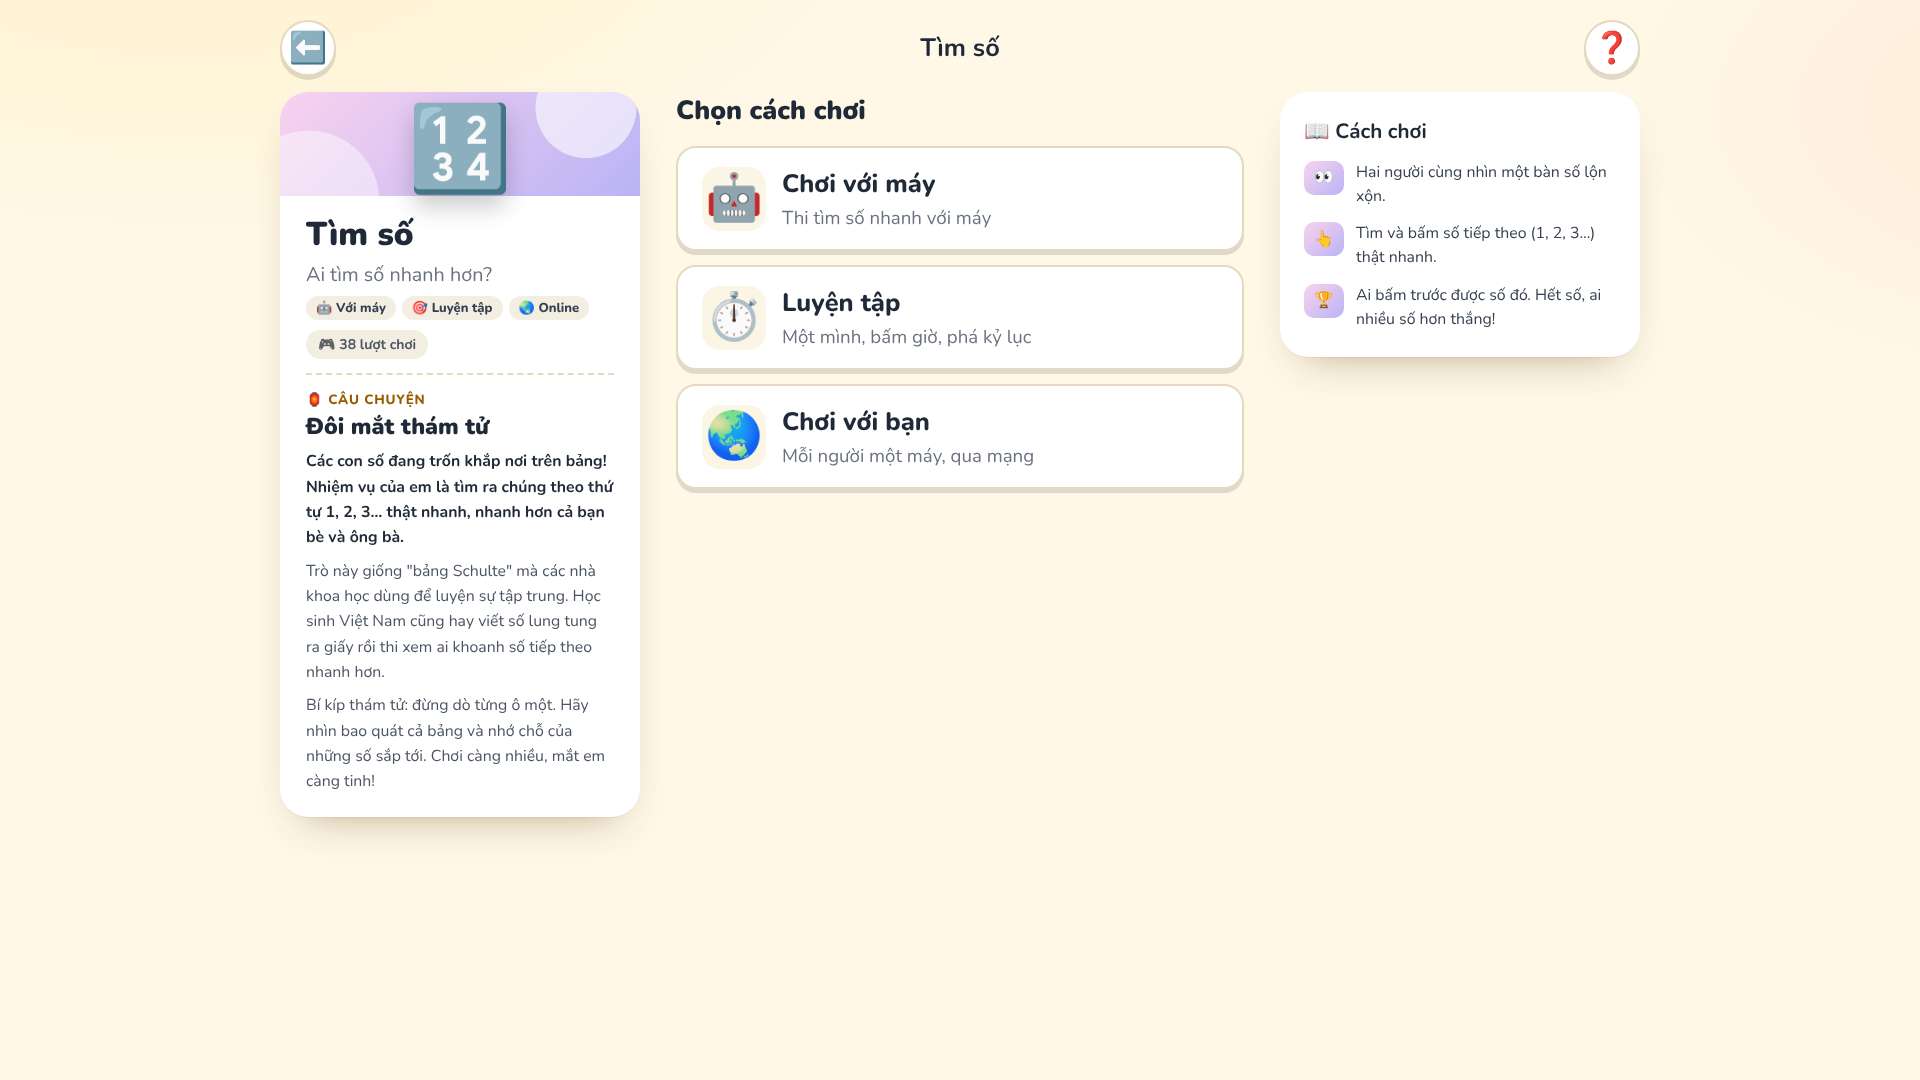 Tìm số
Tìm số
Ai tìm số nhanh hơn?
Với máy
Luyện tập
Online
38 lượt chơi
CÂU CHUYỆN
Đôi mắt thám tử
Các con số đang trốn khắp nơi trên bảng!
Nhiệm vụ của em là tìm ra chúng theo thứ
tự 1, 2, 3... thật nhanh, nhanh hơn cả bạn
bè và ông bà.
Trò này giống "bảng Schulte" mà các nhà
khoa học dùng để luyện sự tập trung. Học
sinh Việt Nam cũng hay viết số lung tung
ra giấy rồi thi xem ai khoanh số tiếp theo
nhanh hơn.
Bí kíp thám tử: đừng dò từng ô một. Hãy
nhìn bao quát cả bảng và nhớ chỗ của
những số sắp tới. Chơi càng nhiều, mắt em
càng tinh!
Chọn cách chơi
Chơi với máy
Thi tìm số nhanh với máy
Luyện tập
Một mình, bấm giờ, phá kỷ lục
Chơi với bạn
Mỗi người một máy, qua mạng
Cách chơi
Hai người cùng nhìn một bàn số lộn
xộn.
Tìm và bấm số tiếp theo (1, 2, 3...)
thật nhanh.
Ai bấm trước được số đó. Hết số, ai
nhiều số hơn thắng!